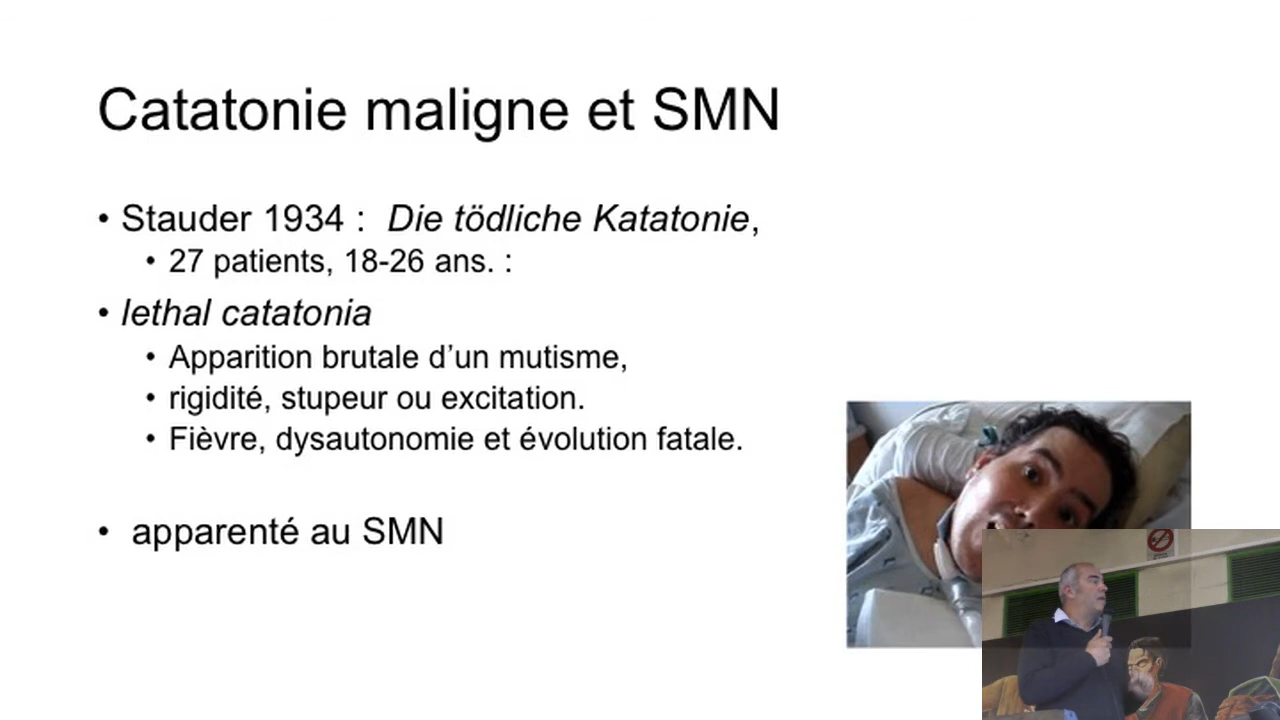 Catatonie maligne et SMN
• Stauder 1934 : Die tödliche Katatonie,
• 27 patients, 18-26 ans. :
• lethal catatonia
• Apparition brutale d’un mutisme,
• rigidité, stupeur ou excitation.
• Fièvre, dysautonomie et évolution fatale.
• apparenté au SMN